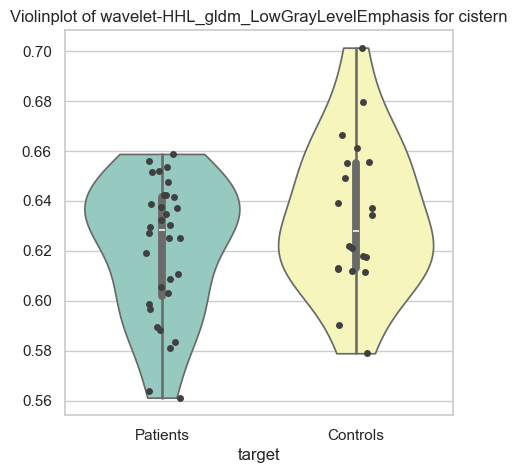 Violinplot of wavelet-HHL_gldm_LowGrayLevelEmphasis for cistern
0.70
0.68
0.66
0.64
0.62
0.60
0.58
0.56
Patients
Controls
target